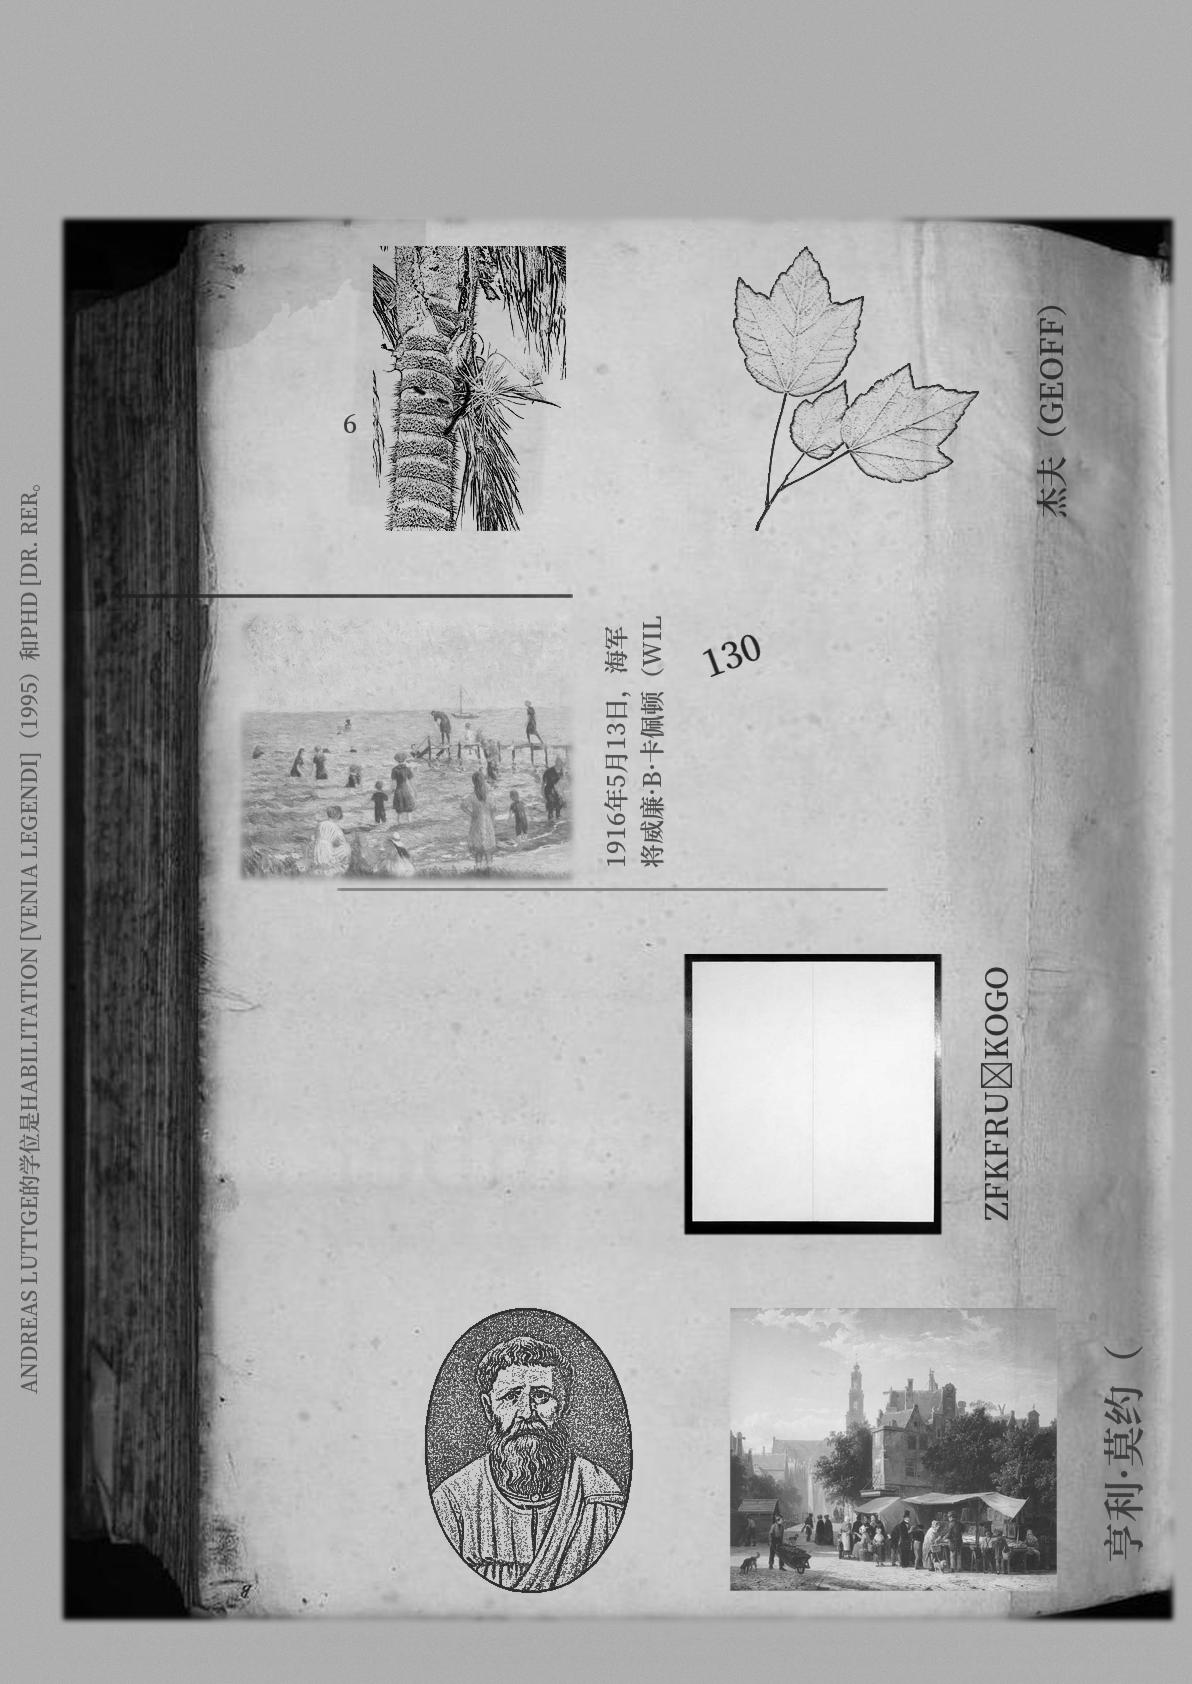 ANDREAS LUTTGE的学位是HABILITATION [VENIA LEGENDI]（1995）和PHD [DR. RER。
6
1916年5月13日，海军
将威廉·B·卡佩顿（WIL
130
杰夫（GEOFF）
ZFKFRU☒KOGO
亨利·莫约（